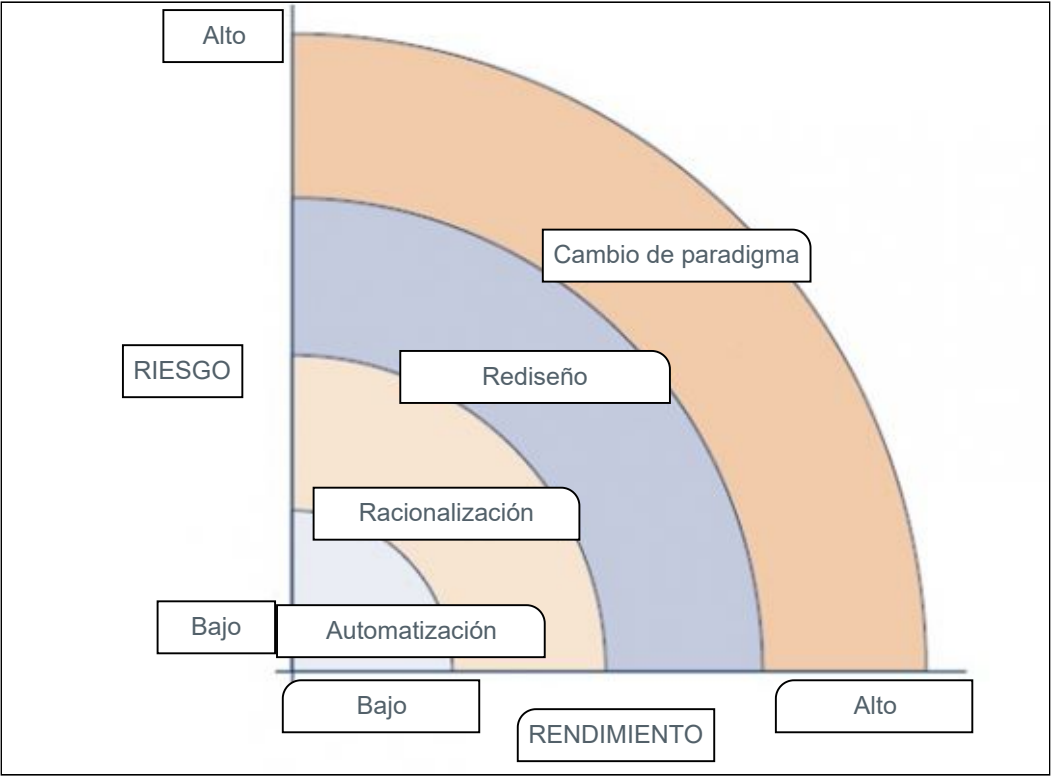 Alto
Cambio de paradigma
RIESGO
Rediseño
Racionalización
Bajo
Automatización
Bajo
Alto
RENDIMIENTO